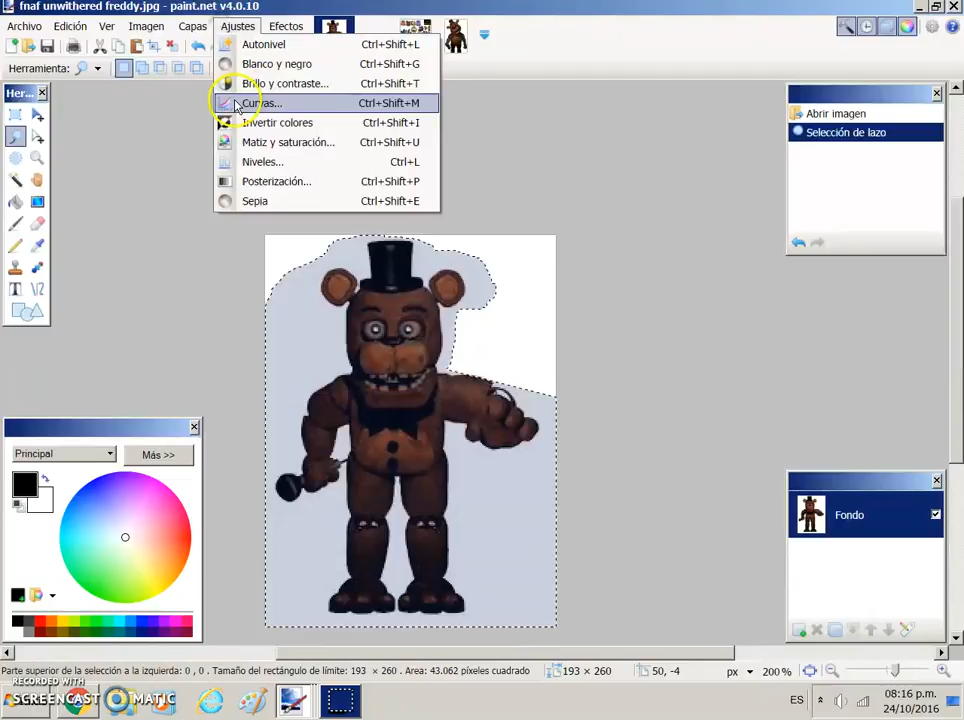 fnaf unwithered freddy.jpg - paint.net v4.0.10
Archivo Edición Ver Imagen Capas Ajustes Efectos
Herramienta:
Autonivel Ctrl+Shift+L
Blanco y negro Ctrl+Shift+G
Brillo y contraste... Ctrl+Shift+T
Curvas... Ctrl+Shift+M
Invertir colores Ctrl+Shift+I
Matiz y saturación... Ctrl+Shift+U
Niveles... Ctrl+L
Posterización... Ctrl+Shift+P
Sepia Ctrl+Shift+E
Her...
Abrir imagen
Selección de lazo
Principal
Más >>
Fondo
Parte superior de la selección a la izquierda: 0 , 0 . Tamaño del rectángulo de límite: 193 × 260 . Area: 43.062 píxeles cuadrado
193 × 260
50, -4
px
200 %
RECORDED WITH
SCREENCAST MATIC
ES
08:16 p.m.
24/10/2016